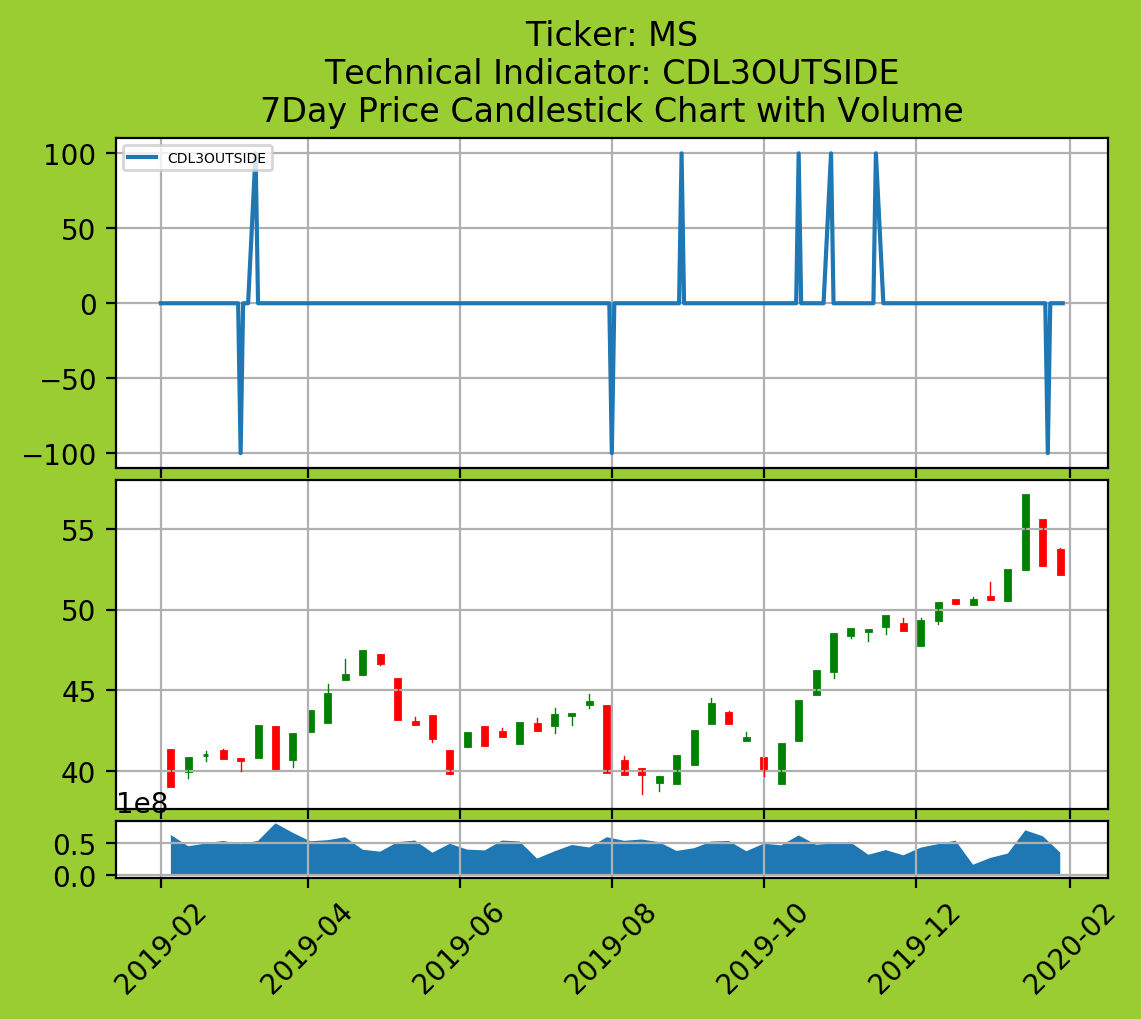 Ticker: MS
Technical Indicator: CDL3OUTSIDE
7Day Price Candlestick Chart with Volume
CDL3OUTSIDE
100
50
0
−50
−100
55
50
45
40
1e8
0.5
0.0
2019-02 2019-04 2019-06 2019-08 2019-10 2019-12 2020-02